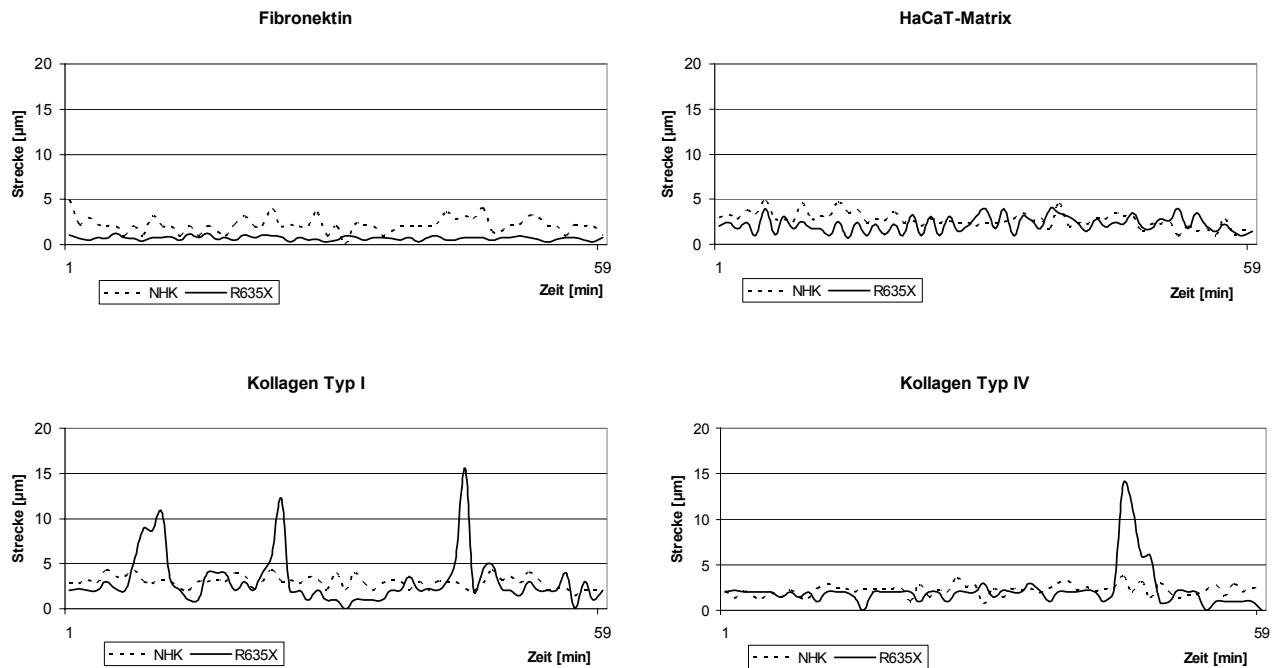 Fibronektin
Strecke [µm]
20
15
10
5
0
1
59
Zeit [min]
NHK R635X
HaCaT-Matrix
Strecke [µm]
20
15
10
5
0
1
59
Zeit [min]
NHK R635X
Kollagen Typ I
Strecke [µm]
20
15
10
5
0
1
59
Zeit [min]
NHK R635X
Kollagen Typ IV
Strecke [µm]
20
15
10
5
0
1
59
Zeit [min]
NHK R635X